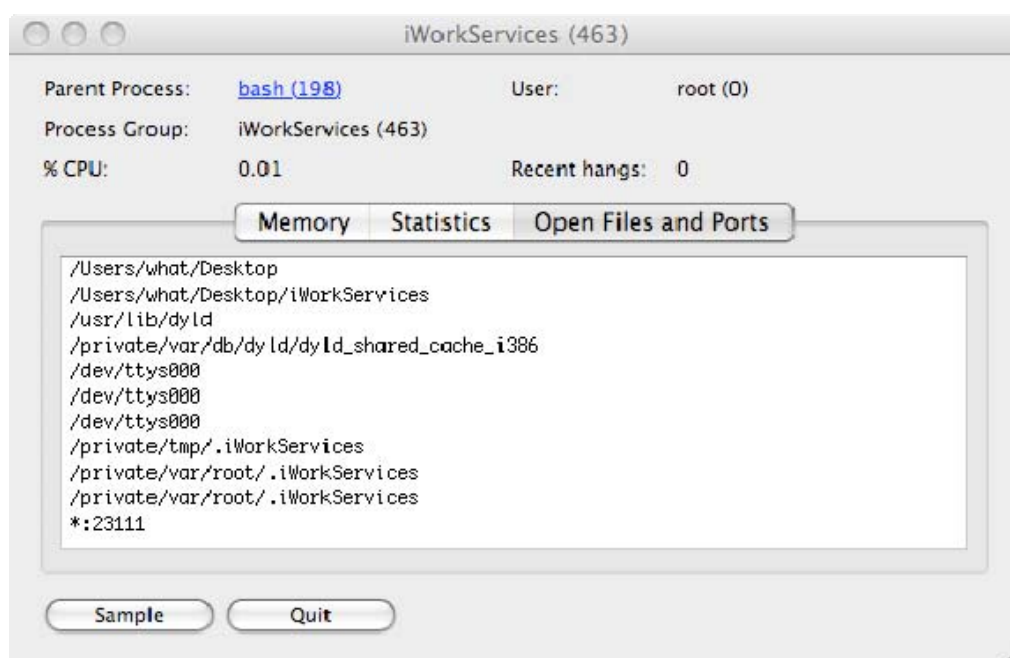 iWorkServices (463)
Parent Process: bash (198) User: root (0)
Process Group: iWorkServices (463)
% CPU: 0.01 Recent hangs: 0
Memory Statistics Open Files and Ports
/Users/what/Desktop
/Users/what/Desktop/iWorkServices
/usr/lib/dyld
/private/var/db/dyld/dyld_shared_cache_i386
/dev/ttys000
/dev/ttys000
/dev/ttys000
/private/tmp/.iWorkServices
/private/var/root/.iWorkServices
/private/var/root/.iWorkServices
*:23111
Sample Quit